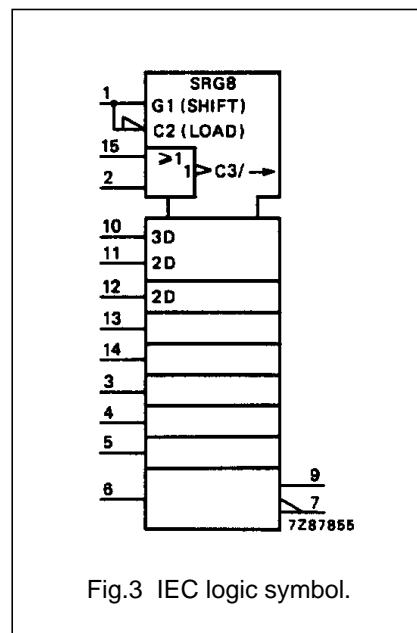 SRG8
1
G1 (SHIFT)
C2 (LOAD)
15
≥1
1
C3/
2
10
3D
11
2D
12
2D
13
14
3
4
5
9
6
7
7Z87855
Fig.3 IEC logic symbol.